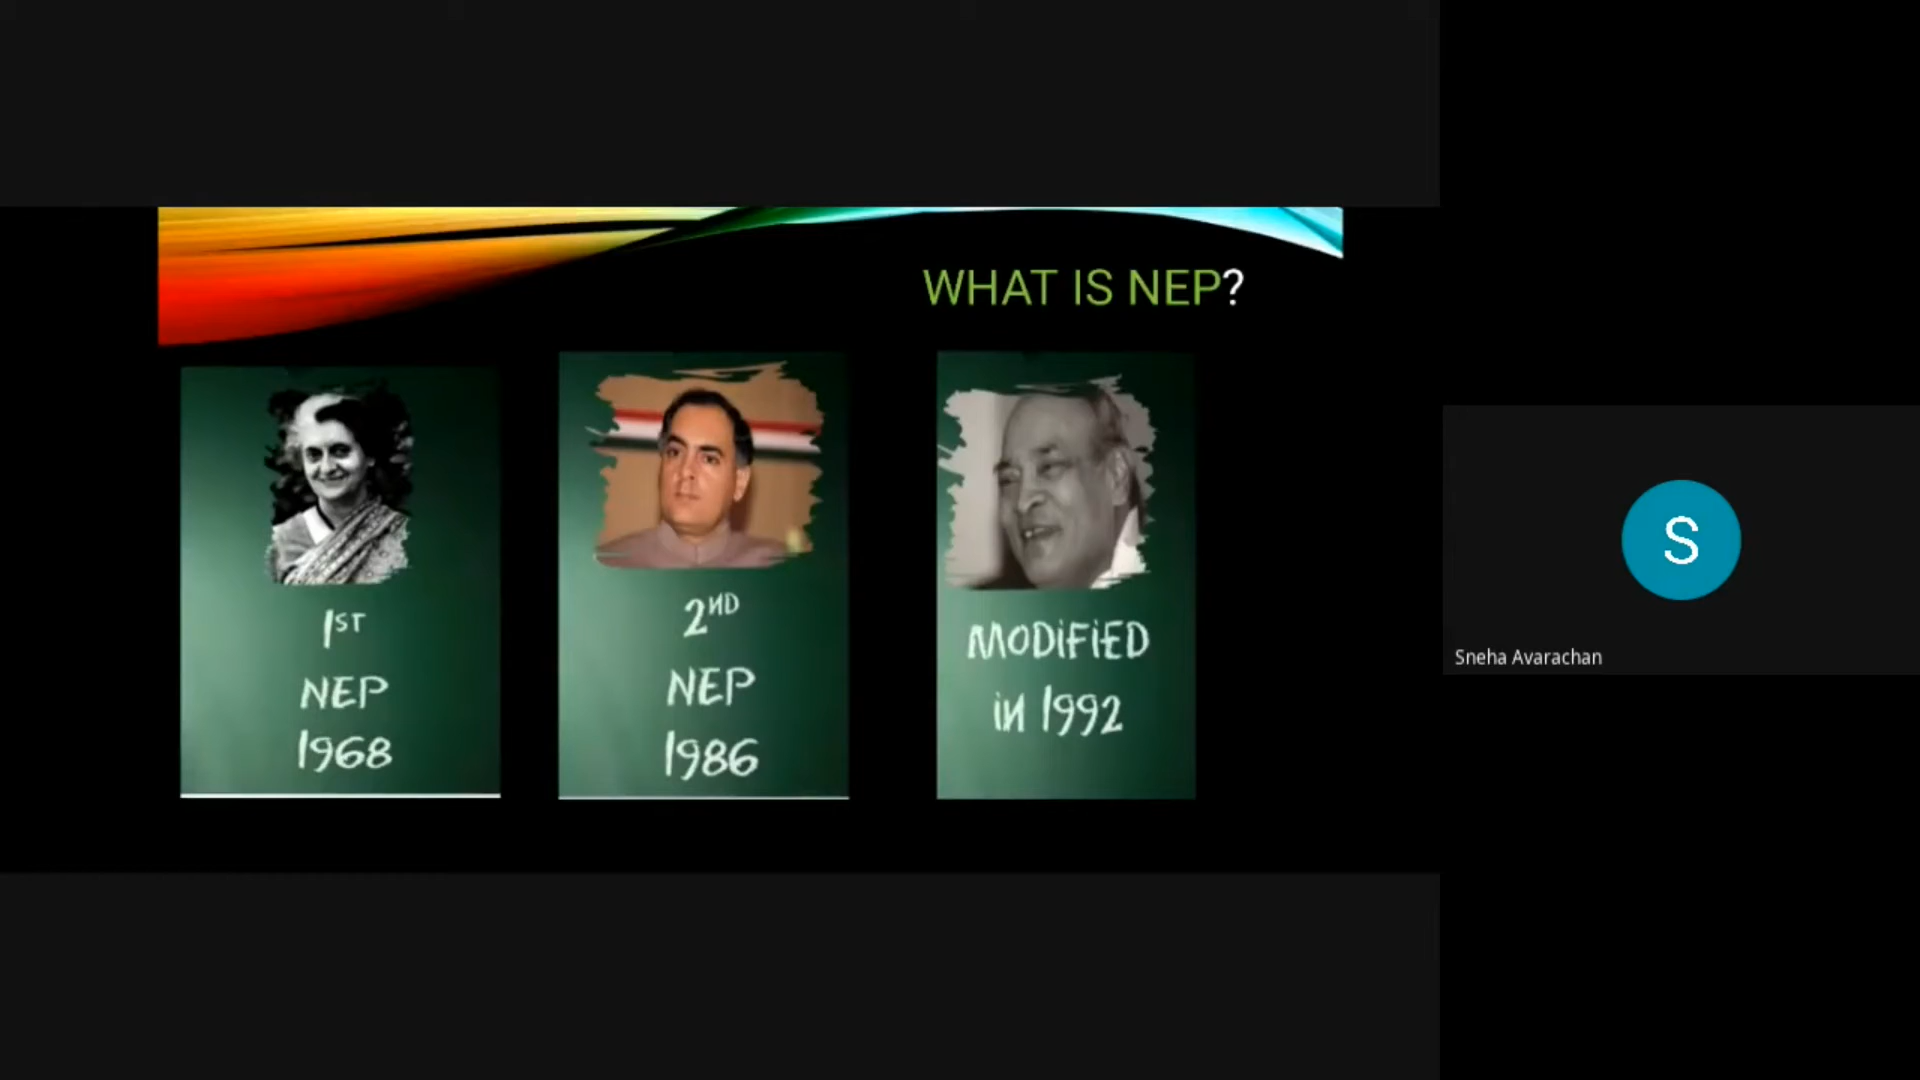 WHAT IS NEP?
1ST
NEP
1968
2ND
NEP
1986
MODiFiED
iN 1992
S
Sneha Avarachan